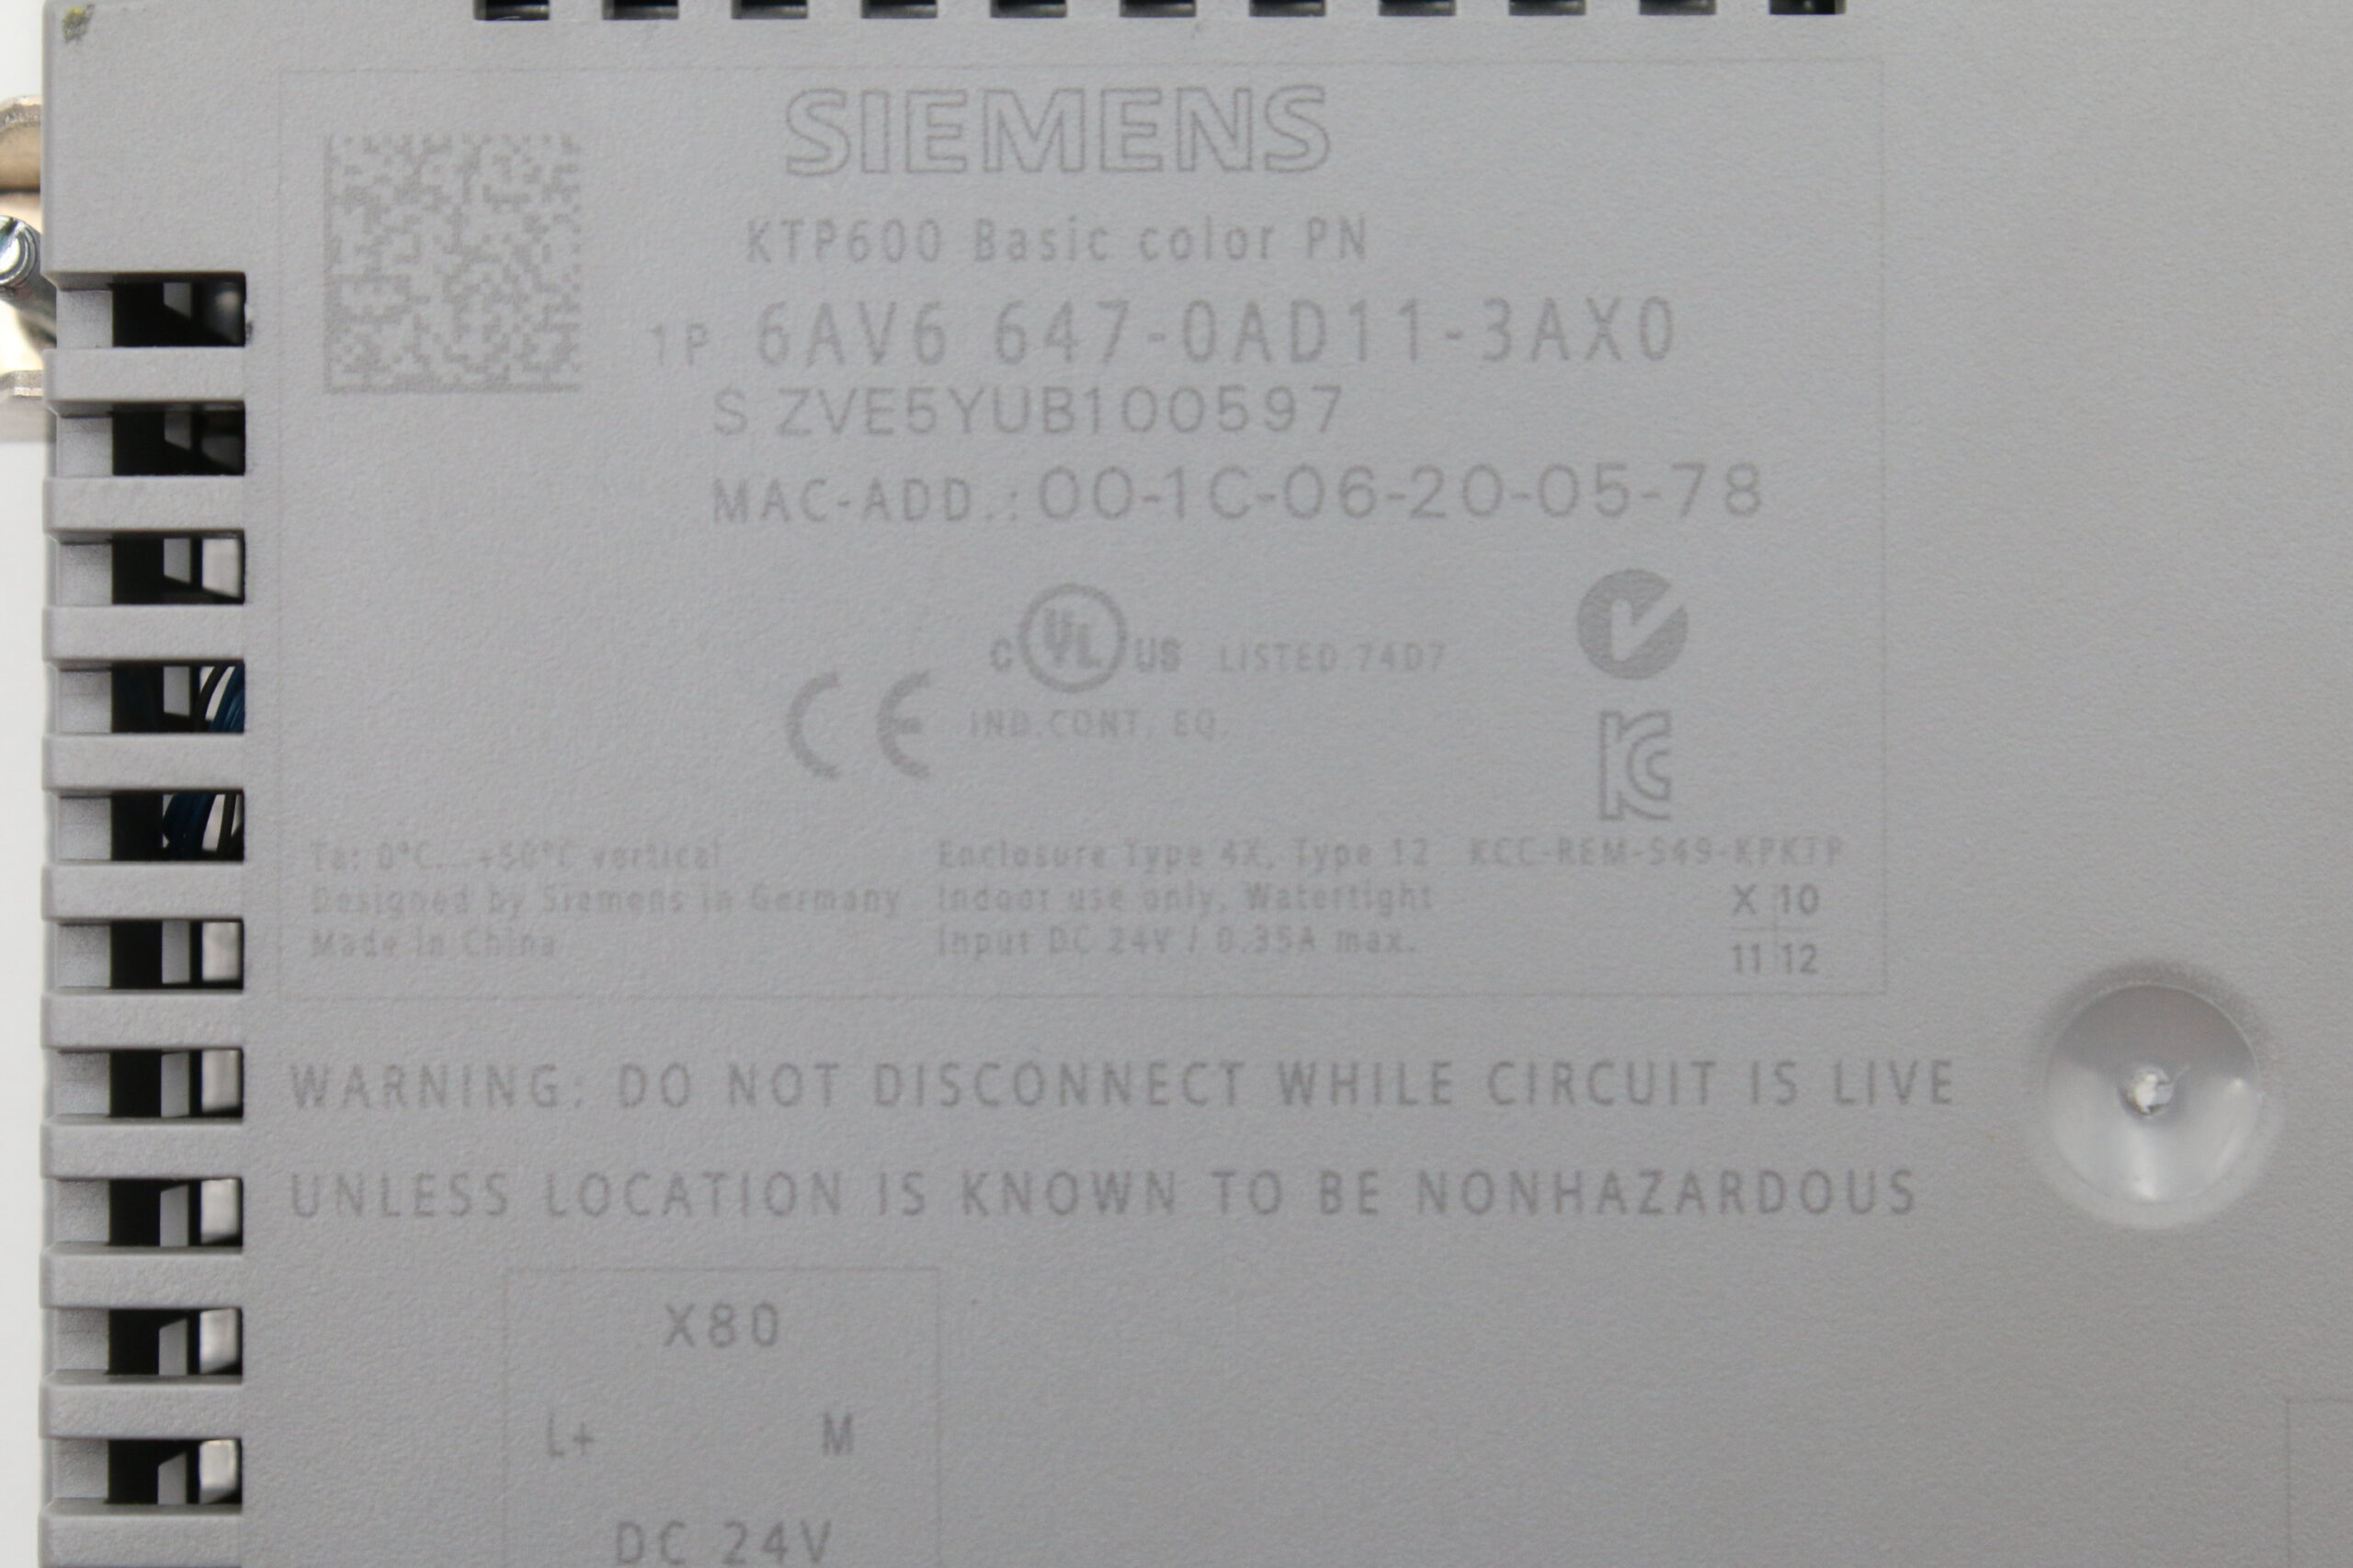 SIEMENS
KTP600 Basic color PN
1P 6AV6 647-0AD11-3AX0
S ZVE5YUB100597
MAC-ADD.: 00-1C-06-20-05-78
C UL US LISTED 74D7
CE IND.CONT. EQ.
KC
Ta: 0°C...+50°C vertical
Designed by Siemens in Germany
Made in China
Enclosure Type 4X, Type 12
Indoor use only, Watertight
Input DC 24V / 0.35A max.
KCC-REM-S49-KPKTP
X 10
11 12
WARNING: DO NOT DISCONNECT WHILE CIRCUIT IS LIVE
UNLESS LOCATION IS KNOWN TO BE NONHAZARDOUS
X80
L+ M
DC 24V